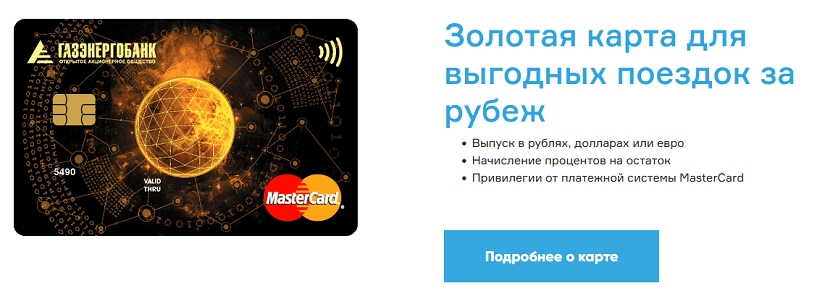 ГАЗЭНЕРГОБАНК
ОТКРЫТОЕ АКЦИОНЕРНОЕ ОБЩЕСТВО
5490
VALID
THRU
MasterCard
Золотая карта для
выгодных поездок за
рубеж
Выпуск в рублях, долларах или евро
Начисление процентов на остаток
Привилегии от платежной системы MasterCard
Подробнее о карте